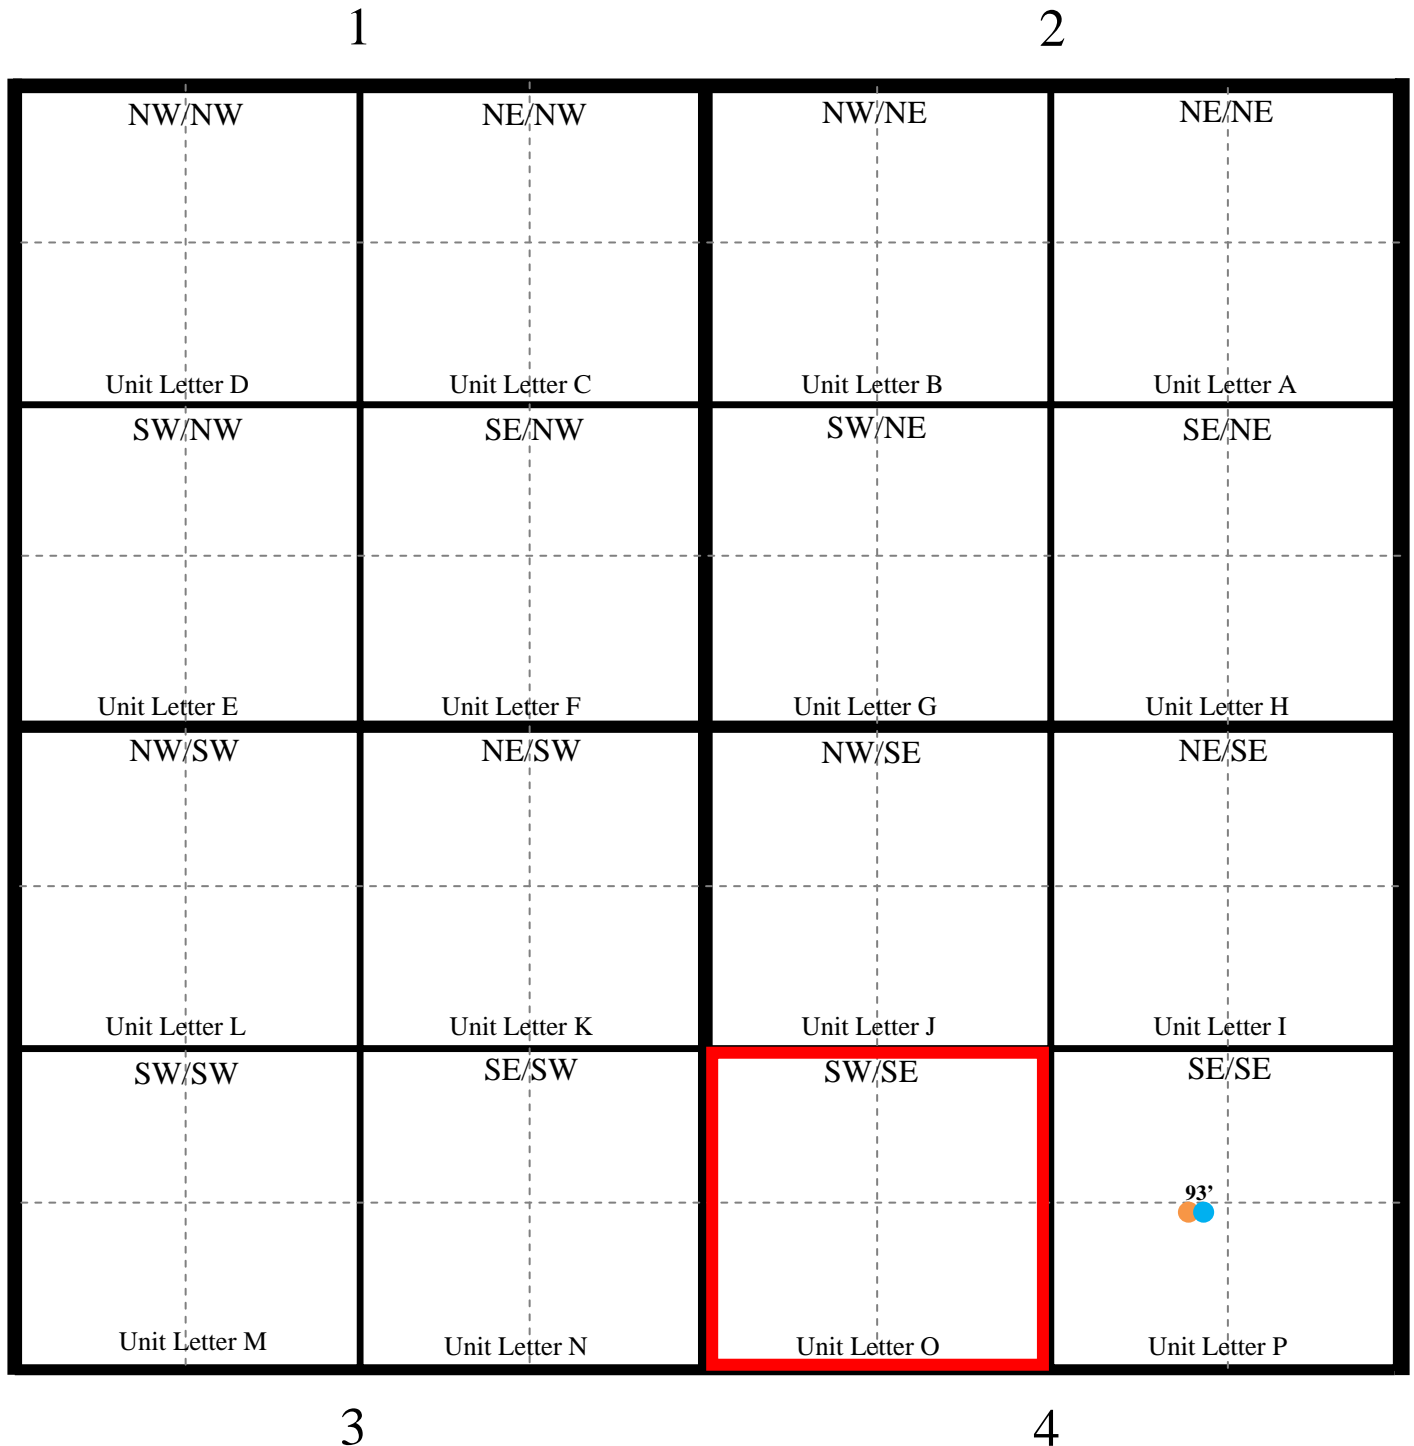 1 2
NW/NW NE/NW NW/NE NE/NE
Unit Letter D Unit Letter C Unit Letter B Unit Letter A
SW/NW SE/NW SW/NE SE/NE
Unit Letter E Unit Letter F Unit Letter G Unit Letter H
NW/SW NE/SW NW/SE NE/SE
Unit Letter L Unit Letter K Unit Letter J Unit Letter I
SW/SW SE/SW SW/SE SE/SE
93’
Unit Letter M Unit Letter N Unit Letter O Unit Letter P
3 4